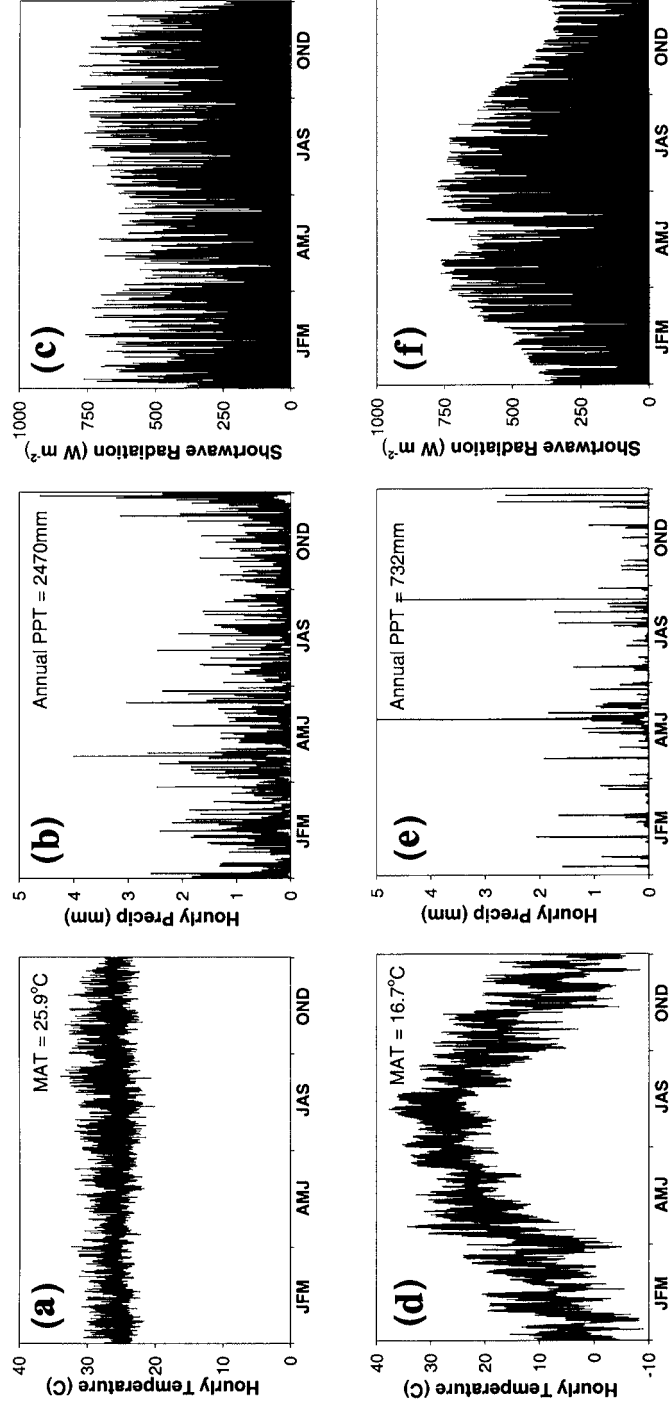 (a)
MAT = 25.9°C
Hourly Temperature (C)
40
30
20
10
0
JFM
AMJ
JAS
OND
(b)
Annual PPT = 2470mm
Hourly Precip (mm)
5
4
3
2
1
0
JFM
AMJ
JAS
OND
(c)
Shortwave Radiation (W m⁻²)
1000
750
500
250
0
JFM
AMJ
JAS
OND
(d)
MAT = 16.7°C
Hourly Temperature (C)
40
30
20
10
-0
-10
JFM
AMJ
JAS
OND
(e)
Annual PPT = 732mm
Hourly Precip (mm)
5
4
3
2
1
0
JFM
AMJ
JAS
OND
(f)
Shortwave Radiation (W m⁻²)
1000
750
500
250
0
JFM
AMJ
JAS
OND